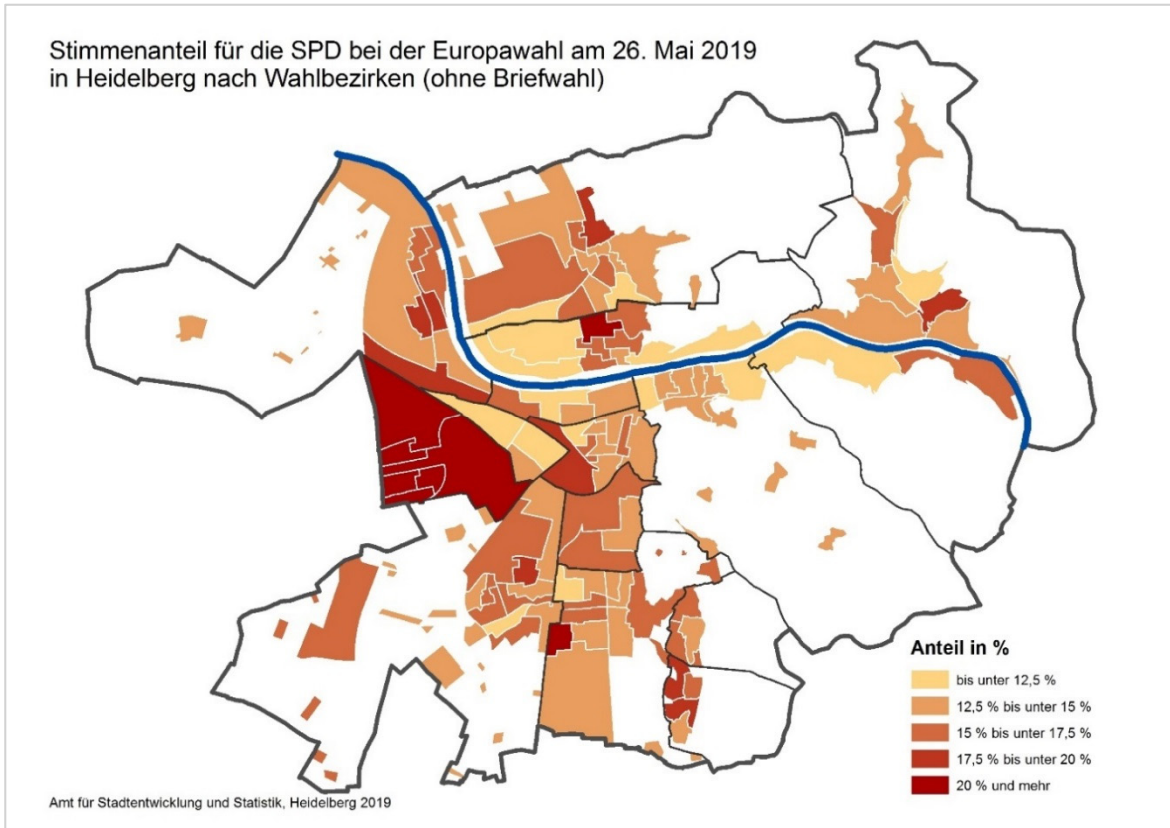 Stimmenanteil für die SPD bei der Europawahl am 26. Mai 2019
in Heidelberg nach Wahlbezirken (ohne Briefwahl)
Anteil in %
bis unter 12,5 %
12,5 % bis unter 15 %
15 % bis unter 17,5 %
17,5 % bis unter 20 %
20 % und mehr
Amt für Stadtentwicklung und Statistik, Heidelberg 2019